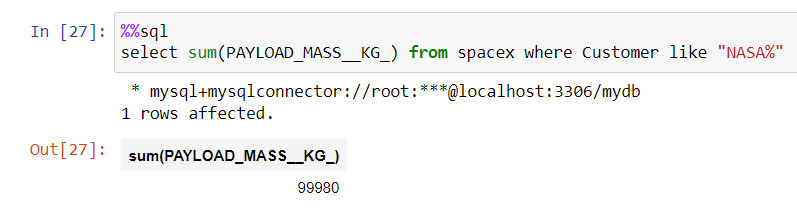 In [27]: %%sql
select sum(PAYLOAD_MASS__KG_) from spacex where Customer like "NASA%"
* mysql+mysqlconnector://root:***@localhost:3306/mydb
1 rows affected.
Out[27]: sum(PAYLOAD_MASS__KG_)
99980